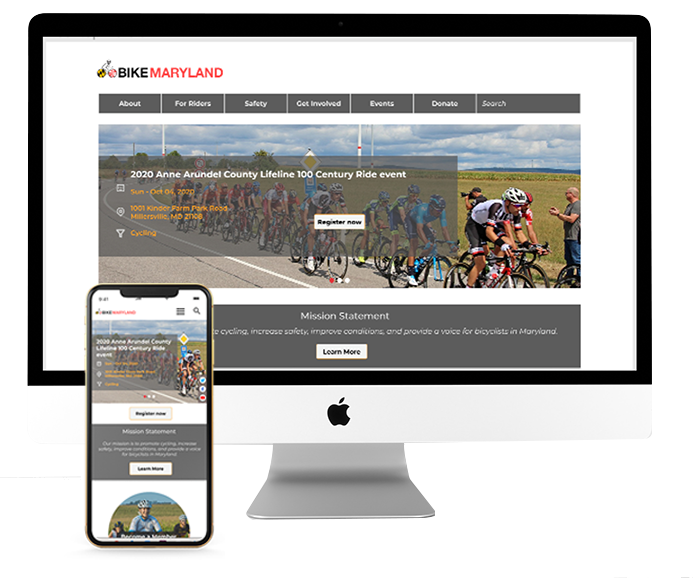 BIKEMARYLAND
About For Riders Safety Get Involved Events Donate Search
2020 Anne Arundel County Lifeline 100 Century Ride event
Sun - Oct 04, 2020
1001 Kinder Farm Park Road
Millersville, MD 21108
Cycling
Register now
Mission Statement
cycling, increase safety, improve conditions, and provide a voice for bicyclists in Maryland.
Learn More
9:41
BIKEMARYLAND
2020 Anne Arundel County
Lifeline 100 Century Ride
event
Cycling
Register now
Mission Statement
Our mission is to promote cycling, increase
safety, improve conditions, and provide a voice
for bicyclists in Maryland
Learn More
Become a Member